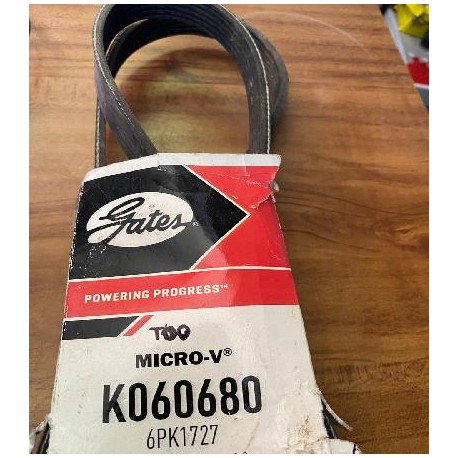 Gates®
POWERING PROGRESS™
MICRO-V®
K060680
6PK1727